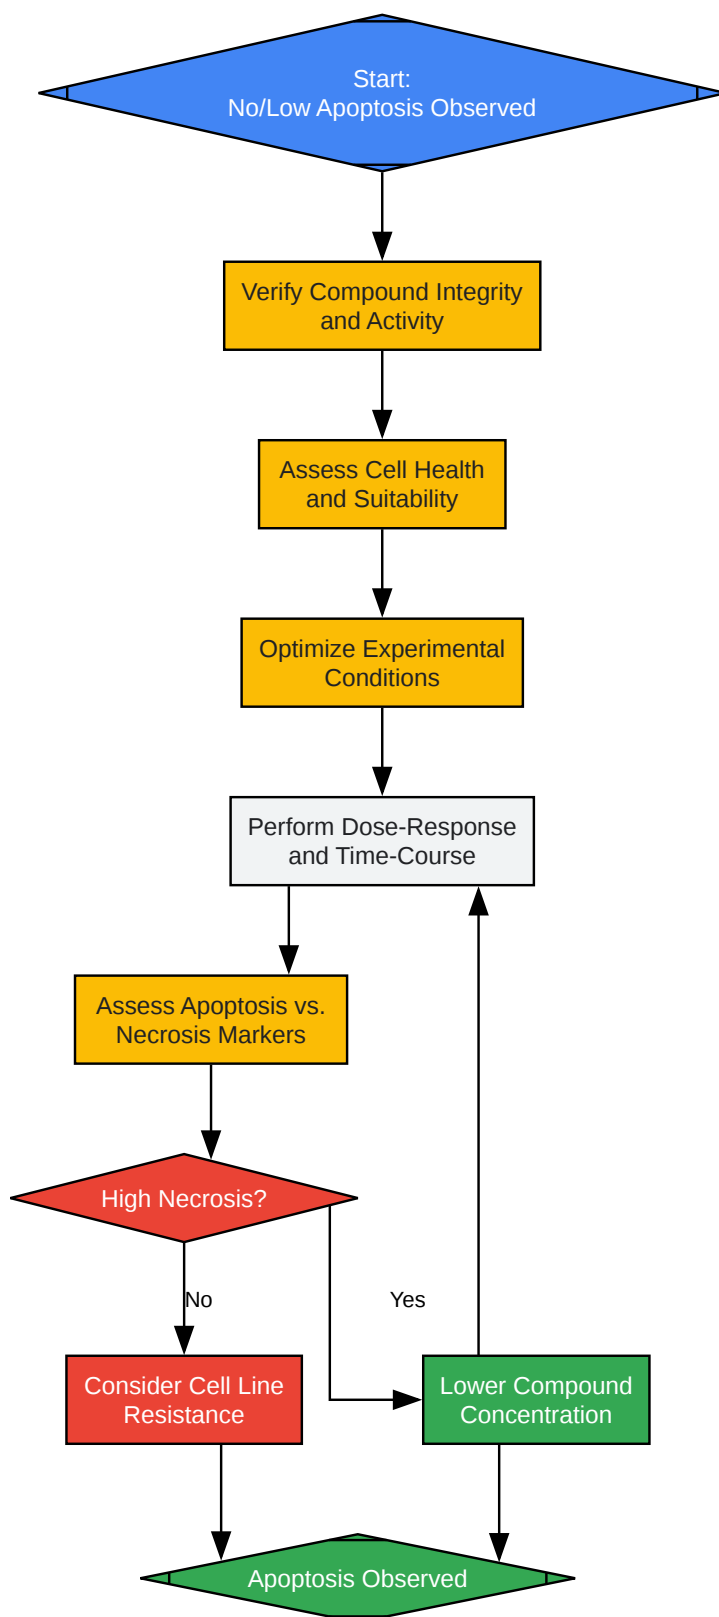 Start:
No/Low Apoptosis Observed
Verify Compound Integrity
and Activity
Assess Cell Health
and Suitability
Optimize Experimental
Conditions
Perform Dose-Response
and Time-Course
Assess Apoptosis vs.
Necrosis Markers
High Necrosis?
No
Yes
Consider Cell Line
Resistance
Lower Compound
Concentration
Apoptosis Observed